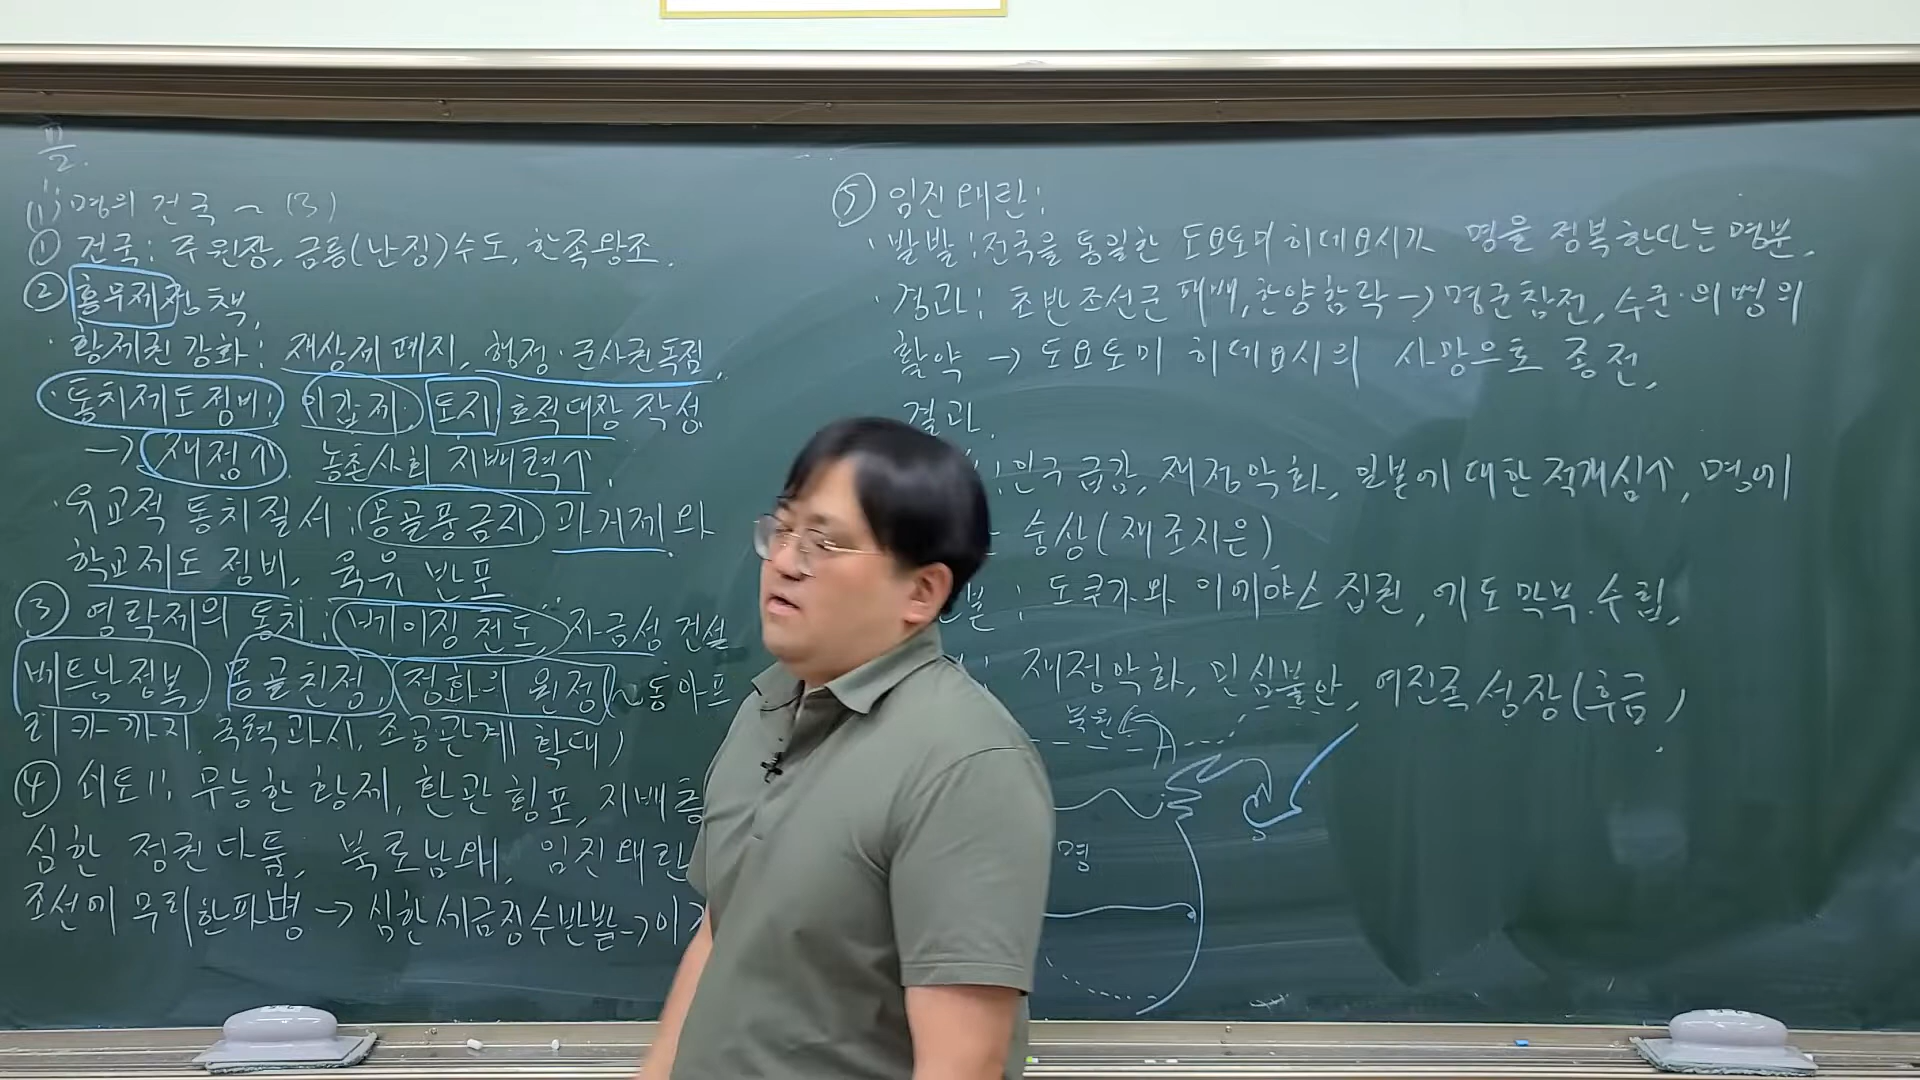 (1) 명의 건국 ~ (3)
① 건국: 주원장, 금릉(난징)수도, 한족왕조.
② 홍무제정책.
· 황제권 강화: 재상제 폐지, 행정·군사권독점.
· 통치제도정비: 이갑제. 토지 호적대장 작성
→ 재정↑. 농촌사회 지배력↑.
· 유교적 통치질서: 몽골풍금지, 과거제와
학교제도 정비, 육유 반포.
③ 영락제의 통치: 베이징 천도, 자금성 건설
베트남정복, 몽골친정, 정화의 원정(~동아프
리카까지, 국력과시, 조공관계 확대)
④ 쇠퇴: 무능한 황제, 환관 횡포, 지배층
심한 정권다툼, 북로남왜, 임진왜란
조선에 무리한파병 → 심한세금징수반발→이
⑤ 임진왜란:
· 발발: 전국을 통일한 도요토미히데요시가 명을 정복한다는 명분.
· 경과: 초반조선군 패배, 한양함락 → 명군참전, 수군·의병의
활약 → 도요토미 히데요시의 사망으로 종전.
결과.
: 인구급감, 재정악화, 일본에 대한 적개심↑, 명에
숭상(재조지은)
본: 도쿠가와 이에야스 집권, 에도막부 수립.
: 재정악화, 민심불안, 여진족성장(후금)
북원
명